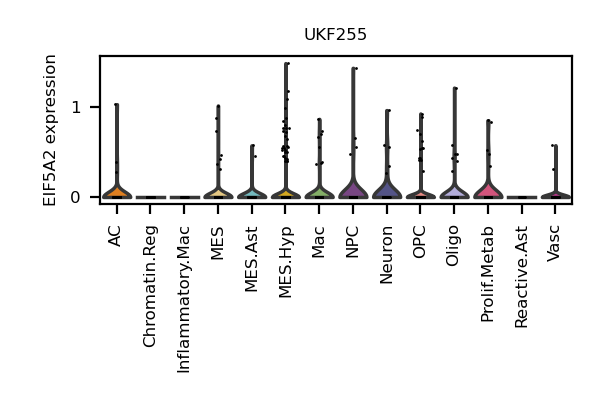 UKF255
EIF5A2 expression
1
0
AC
Chromatin.Reg
Inflammatory.Mac
MES
MES.Ast
MES.Hyp
Mac
NPC
Neuron
OPC
Oligo
Prolif.Metab
Reactive.Ast
Vasc